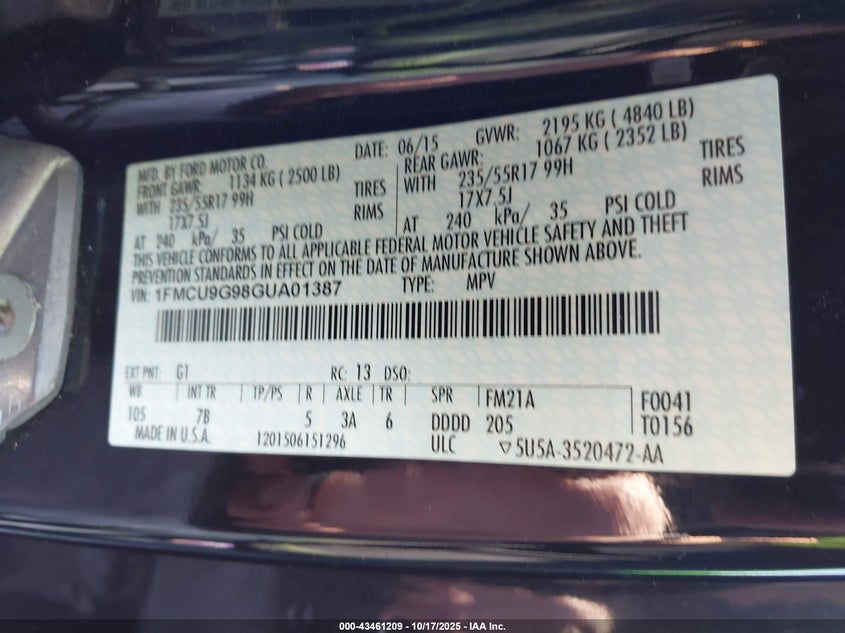 MFD. BY FORD MOTOR CO. DATE: 06/15 GVWR: 2195 KG ( 4840 LB)
FRONT GAWR: 1134 KG ( 2500 LB) REAR GAWR: 1067 KG ( 2352 LB)
WITH 235/55R17 99H TIRES WITH 235/55R17 99H TIRES
17X7.5J RIMS 17X7.5J RIMS
AT 240 kPa/ 35 PSI COLD AT 240 kPa/ 35 PSI COLD
THIS VEHICLE CONFORMS TO ALL APPLICABLE FEDERAL MOTOR VEHICLE SAFETY AND THEFT
PREVENTION STANDARDS IN EFFECT ON THE DATE OF MANUFACTURE SHOWN ABOVE.
VIN: 1FMCU9G98GUA01387 TYPE: MPV
EXT PNT: G1 RC: 13 DSO:
WB INT TR TP/PS R AXLE TR SPR FM21A F0041
105 7B 5 3A 6 DDDD 205 T0156
MADE IN U.S.A. 1201506151296 ULC ▽5U5A-3520472-AA
000-43461209 | 10/17/2025 | IAA Inc.